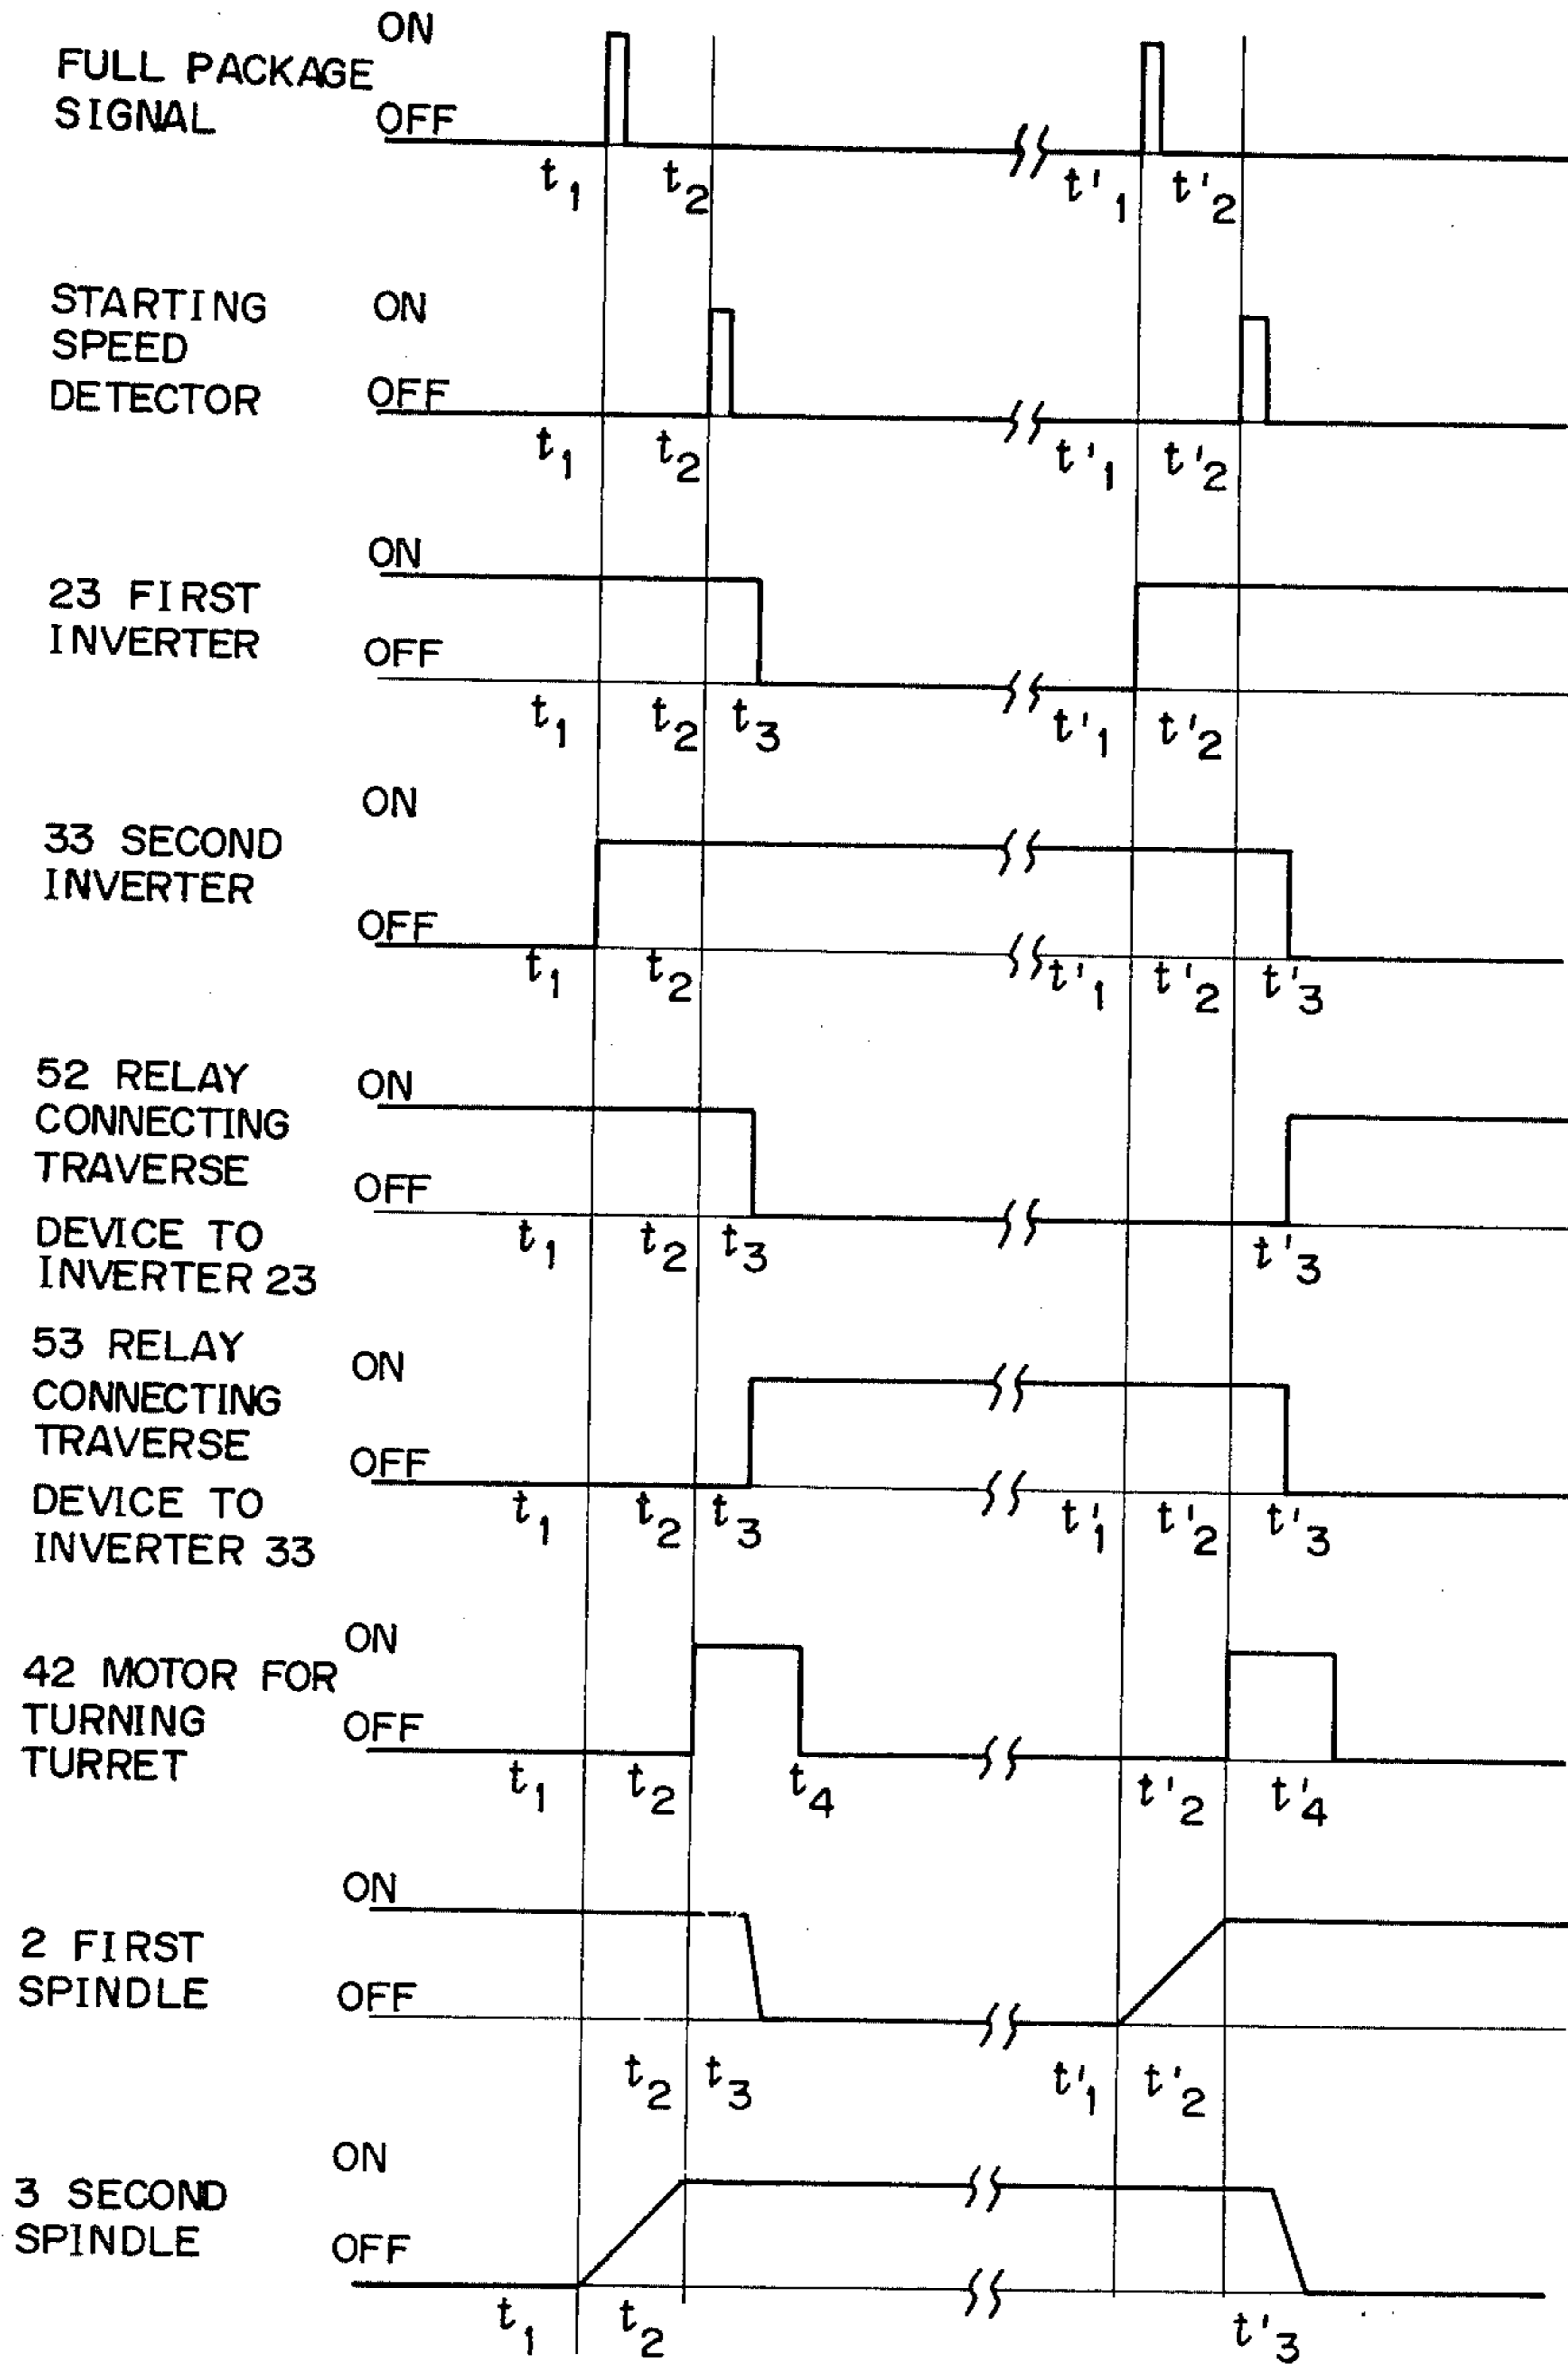 ON
FULL PACKAGE
SIGNAL
OFF
t1 t2 t'1 t'2
STARTING ON
SPEED
DETECTOR OFF
t1 t2 t'1 t'2
ON
23 FIRST
INVERTER
OFF
t1 t2 t3 t'1 t'2
ON
33 SECOND
INVERTER
OFF
t1 t2 t'1 t'2 t'3
52 RELAY ON
CONNECTING
TRAVERSE
OFF
DEVICE TO
INVERTER 23
t1 t2 t3 t'3
53 RELAY
ON
CONNECTING
TRAVERSE
OFF
DEVICE TO
INVERTER 33
t1 t2 t3 t'1 t'2 t'3
ON
42 MOTOR FOR
TURNING
OFF
TURRET
t1 t2 t4 t'2 t'4
ON
2 FIRST
SPINDLE
OFF
t2 t3 t'1 t'2
ON
3 SECOND
SPINDLE
OFF
t1 t2 t'3